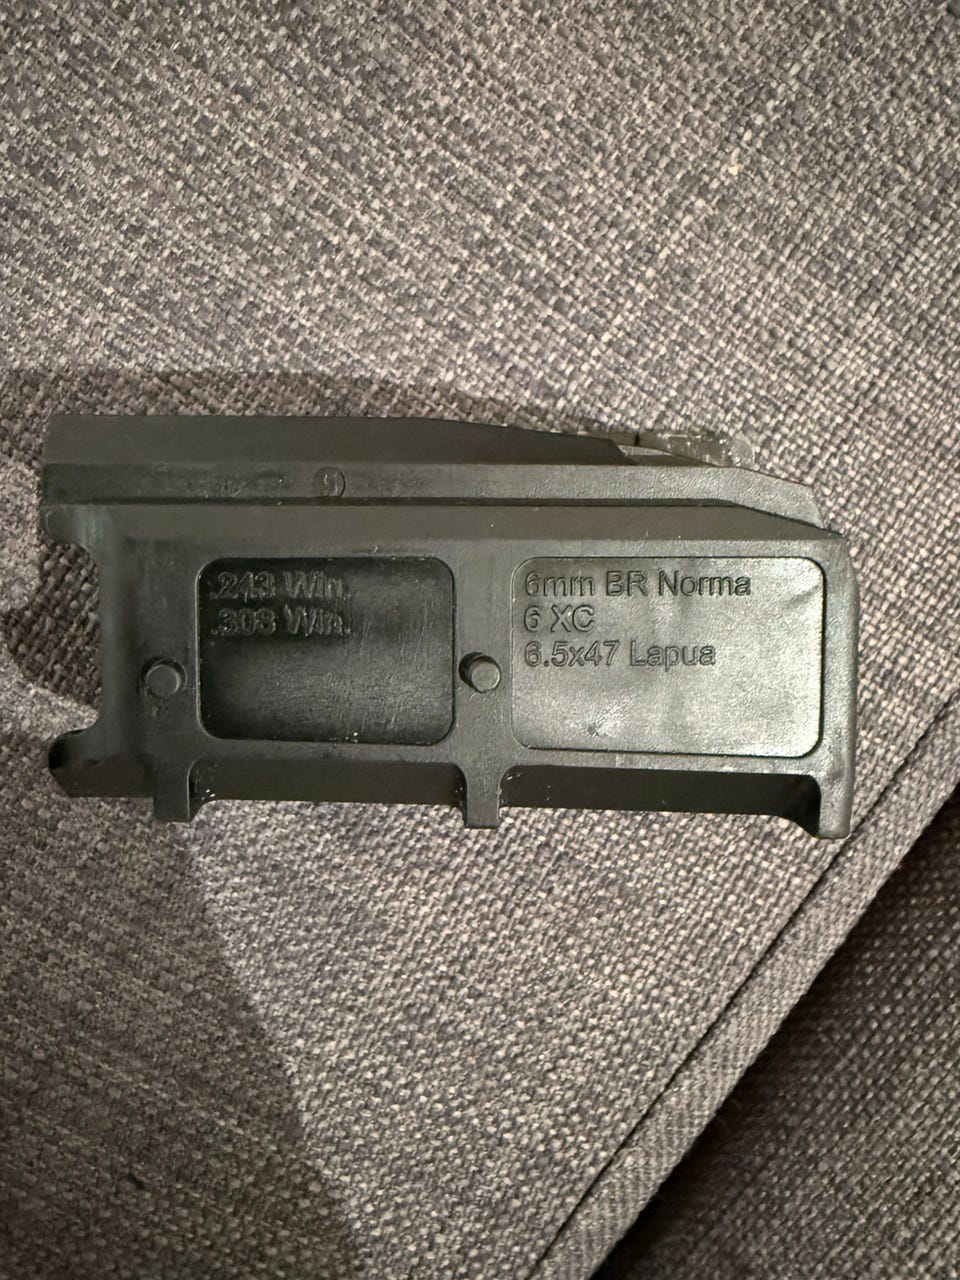 .243 Win.
.308 Win.
6mm BR Norma
6 XC
6.5x47 Lapua